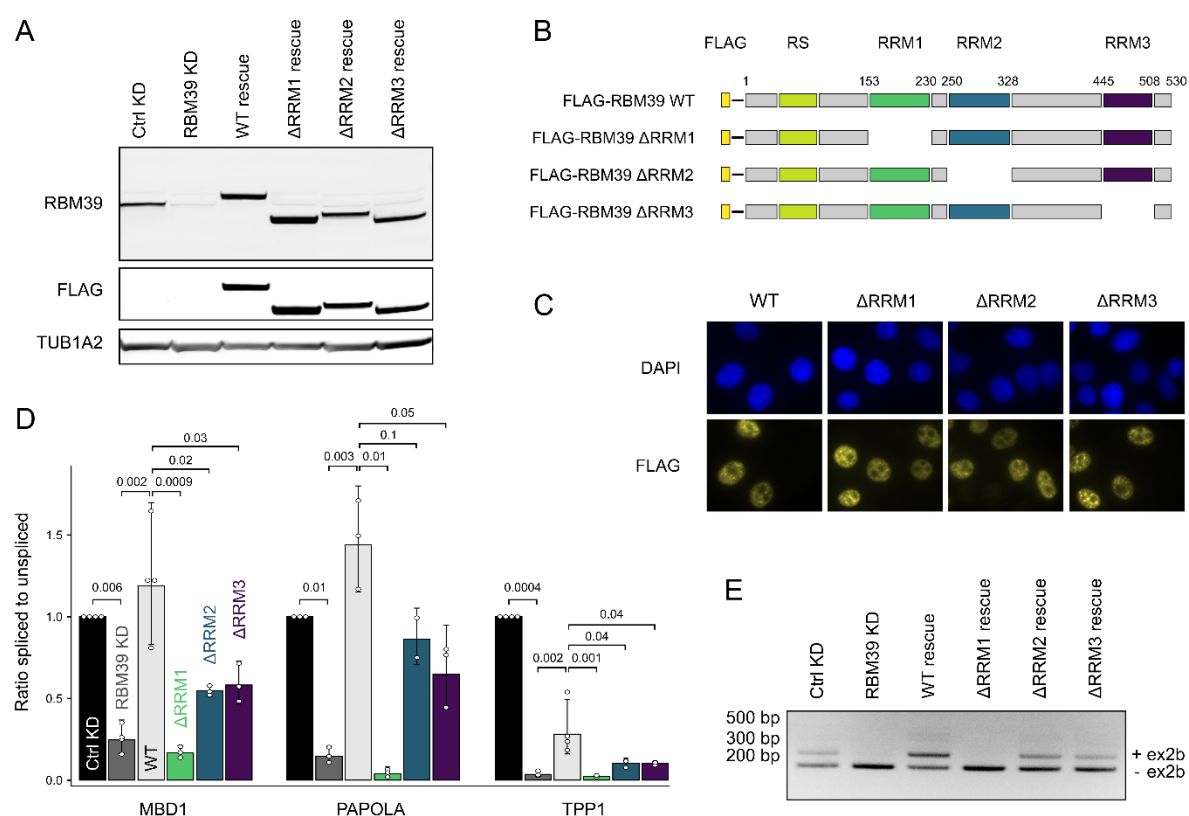 A
Ctrl KD
RBM39 KD
WT rescue
ΔRRM1 rescue
ΔRRM2 rescue
ΔRRM3 rescue
RBM39
FLAG
TUB1A2
B
FLAG RS RRM1 RRM2 RRM3
1 153 230 250 328 445 508 530
FLAG-RBM39 WT
FLAG-RBM39 ΔRRM1
FLAG-RBM39 ΔRRM2
FLAG-RBM39 ΔRRM3
C
WT ΔRRM1 ΔRRM2 ΔRRM3
DAPI
FLAG
D
Ratio spliced to unspliced
1.5
1.0
0.5
0.0
0.03
0.02
0.002 0.0009
0.006
Ctrl KD
RBM39 KD
WT
ΔRRM1
ΔRRM2
ΔRRM3
0.05
0.1
0.003 0.01
0.01
0.0004
0.04
0.04
0.002 0.001
MBD1 PAPOLA TPP1
E
Ctrl KD
RBM39 KD
WT rescue
ΔRRM1 rescue
ΔRRM2 rescue
ΔRRM3 rescue
500 bp
300 bp
200 bp
+ ex2b
- ex2b